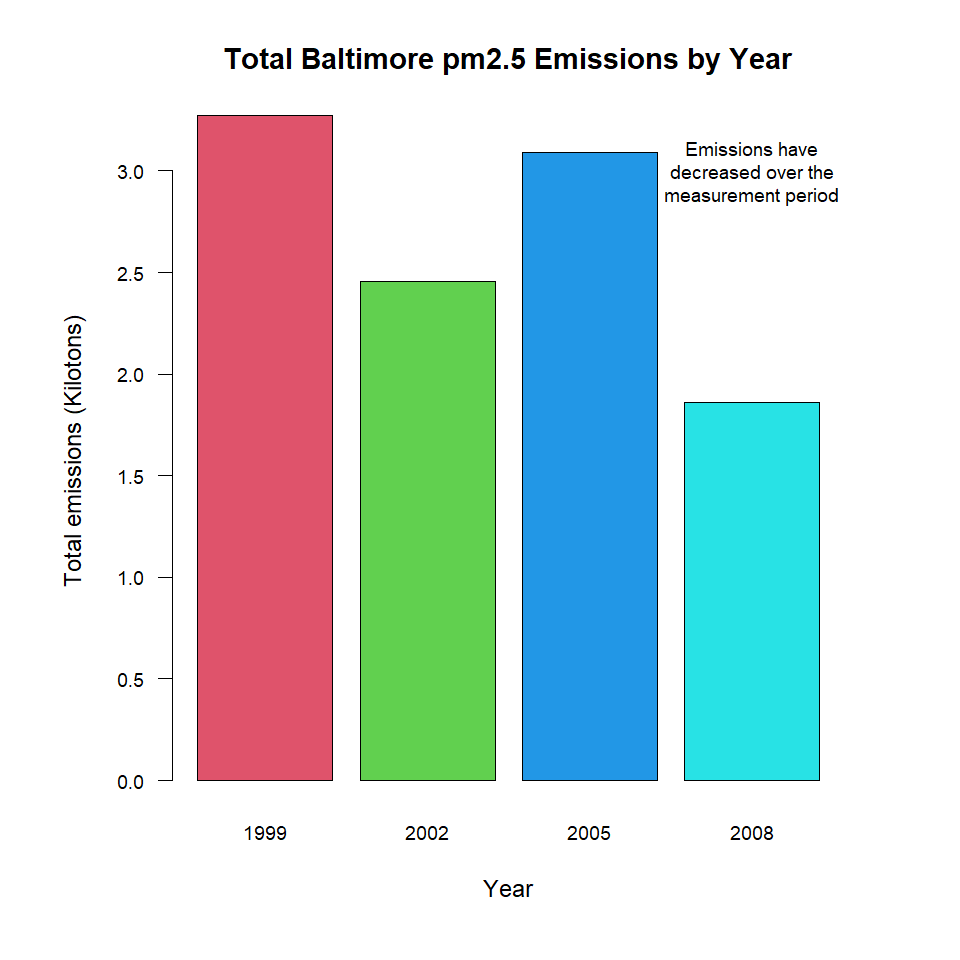 Total Baltimore pm2.5 Emissions by Year
Emissions have
decreased over the
measurement period
Total emissions (Kilotons)
3.0
2.5
2.0
1.5
1.0
0.5
0.0
1999
2002
2005
2008
Year